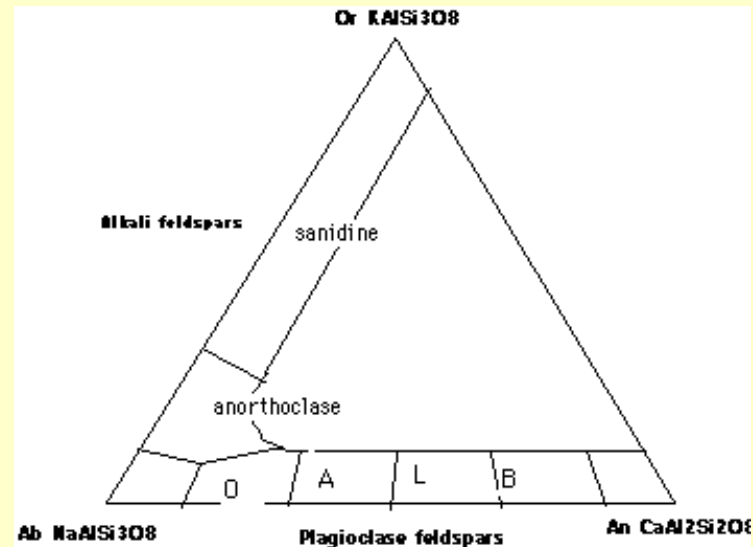 Or KAlSi3O8
Alkali feldspars
sanidine
anorthoclase
O A L B
Ab NaAlSi3O8
Plagioclase feldspars
An CaAl2Si2O8